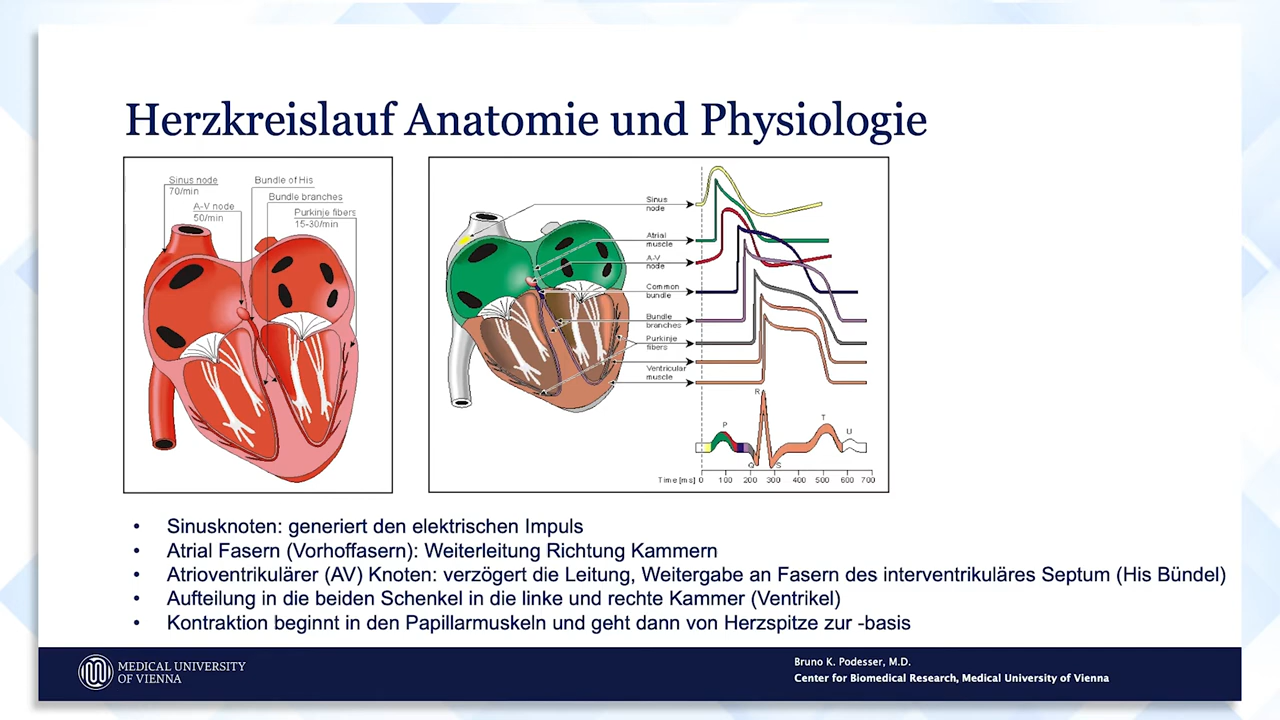 Herzkreislauf Anatomie und Physiologie
Sinus node
70/min
A-V node
50/min
Bundle of His
Bundle branches
Purkinje fibers
15-30/min
Sinus
node
Atrial
muscle
A-V
node
Common
bundle
Bundle
branches
Purkinje
fibers
Ventricular
muscle
R
P
T
U
Q
S
Time [ms] 0 100 200 300 400 500 600 700
• Sinusknoten: generiert den elektrischen Impuls
• Atrial Fasern (Vorhoffasern): Weiterleitung Richtung Kammern
• Atrioventrikulärer (AV) Knoten: verzögert die Leitung, Weitergabe an Fasern des interventrikuläres Septum (His Bündel)
• Aufteilung in die beiden Schenkel in die linke und rechte Kammer (Ventrikel)
• Kontraktion beginnt in den Papillarmuskeln und geht dann von Herzspitze zur -basis
MEDICAL UNIVERSITY
OF VIENNA
Bruno K. Podesser, M.D.
Center for Biomedical Research, Medical University of Vienna